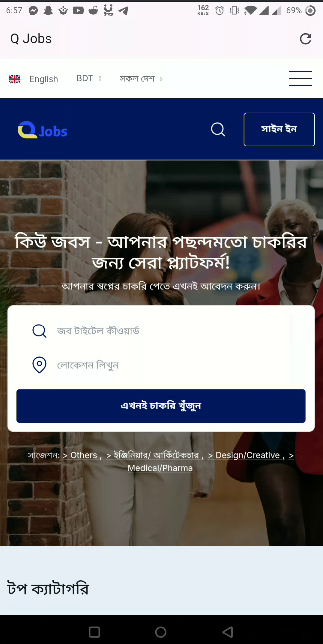 6:57 162 KB/s 69%
Q Jobs
English BDT সকল দেশ
Jobs সাইন ইন
কিউ জবস - আপনার পছন্দমতো চাকরির
জন্য সেরা প্ল্যাটফর্ম!
আপনার স্বপ্নের চাকরি পেতে এখনই আবেদন করুন।
জব টাইটেল কীওয়ার্ড
লোকেশন লিখুন
এখনই চাকরি খুঁজুন
সাজেশন: > Others , > ইঞ্জিনিয়ার/ আর্কিটেকচার , > Design/Creative , >
Medical/Pharma
টপ ক্যাটাগরি